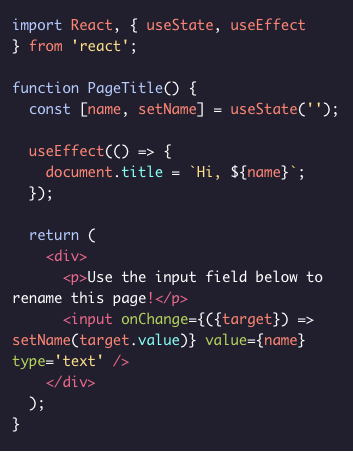 import React, { useState, useEffect
} from 'react';

function PageTitle() {
  const [name, setName] = useState('');

  useEffect(() => {
    document.title = `Hi, ${name}`;
  });

  return (
    <div>
      <p>Use the input field below to
rename this page!</p>
      <input onChange={({target}) =>
setName(target.value)} value={name}
type='text' />
    </div>
  );
}